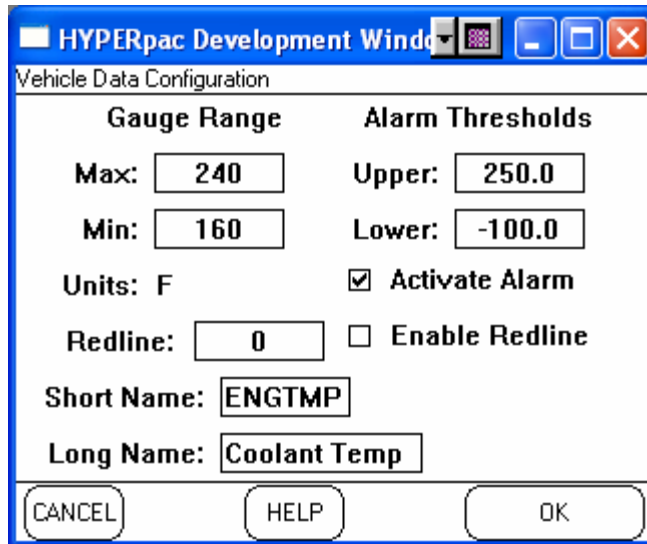 HYPERpac Development Windo
Vehicle Data Configuration
Gauge Range Alarm Thresholds
Max: 240 Upper: 250.0
Min: 160 Lower: -100.0
Units: F Activate Alarm
Redline: 0 Enable Redline
Short Name: ENGTMP
Long Name: Coolant Temp
CANCEL HELP OK